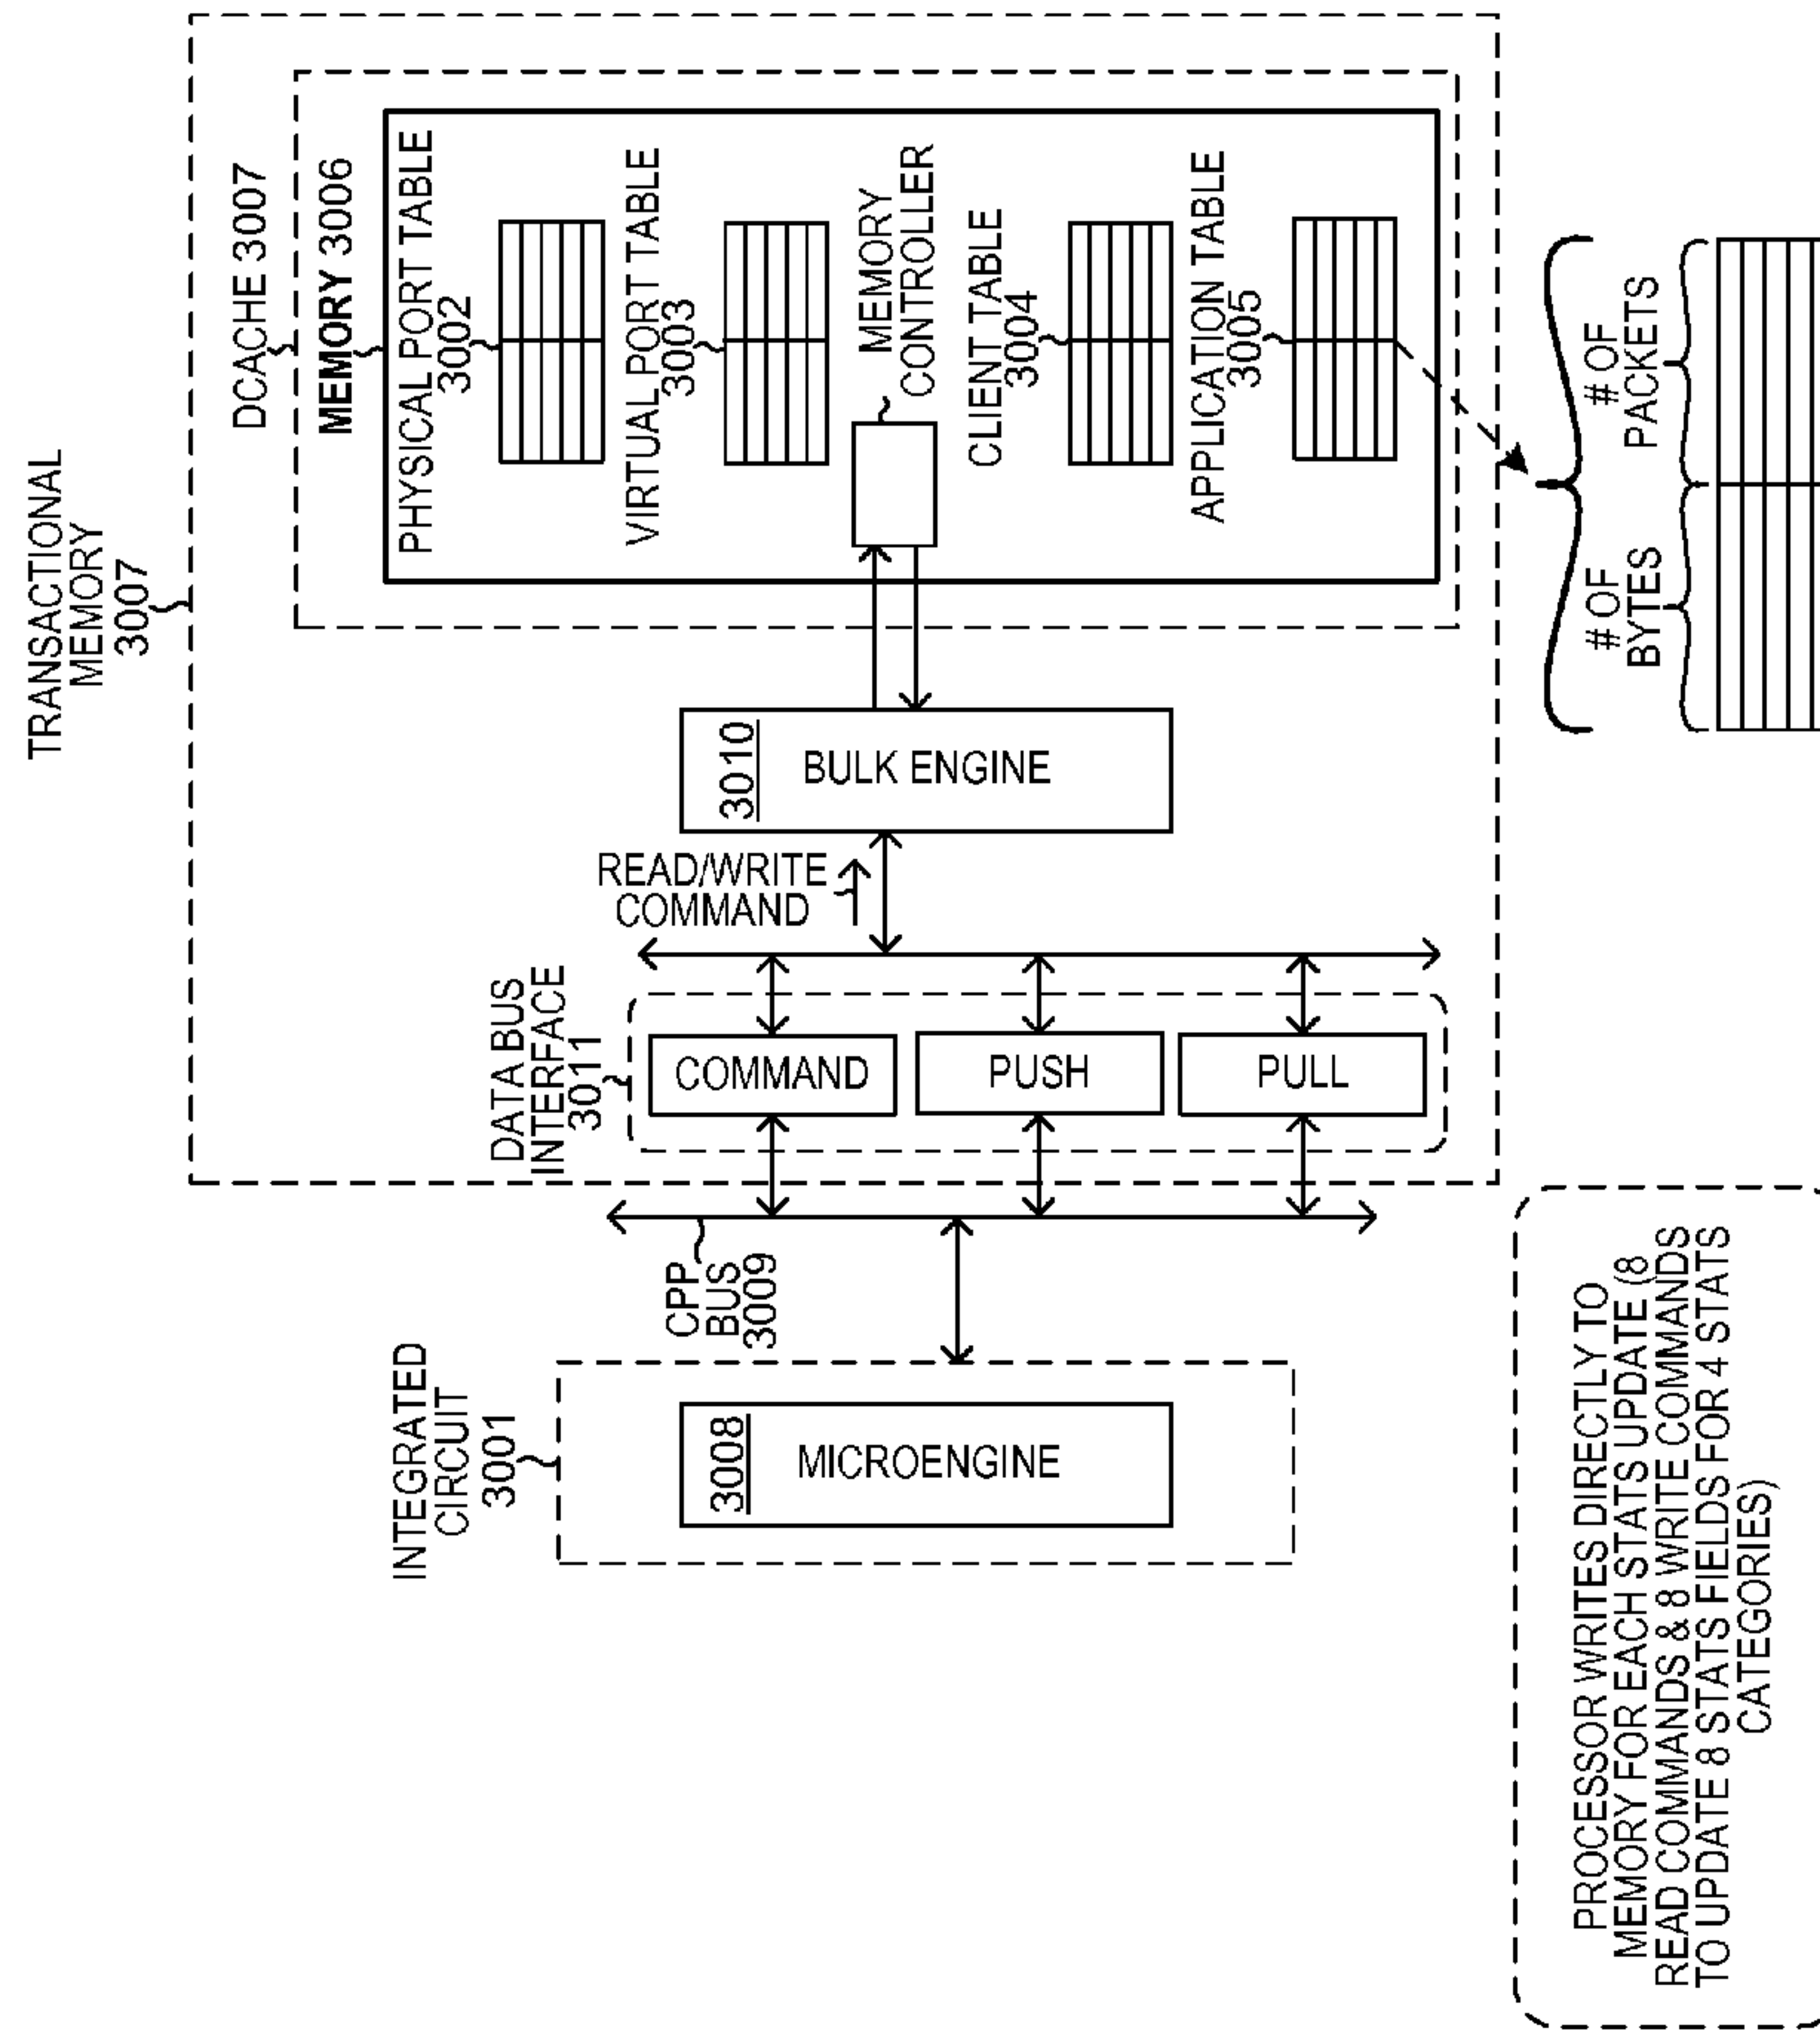 TRANSACTIONAL
MEMORY
3007
DCACHE 3007
MEMORY 3006
PHYSICAL PORT TABLE
3002
VIRTUAL PORT TABLE
3003
MEMORY
CONTROLLER
CLIENT TABLE
3004
APPLICATION TABLE
3005
# OF
BYTES
# OF
PACKETS
3010
BULK ENGINE
READ/WRITE
COMMAND
DATA BUS
INTERFACE
3011
COMMAND
PUSH
PULL
CPP
BUS
3009
INTEGRATED
CIRCUIT
3001
3008
MICROENGINE
PROCESSOR WRITES DIRECTLY TO
MEMORY FOR EACH STATS UPDATE (8
READ COMMANDS & 8 WRITE COMMANDS
TO UPDATE 8 STATS FIELDS FOR 4 STATS
CATEGORIES)